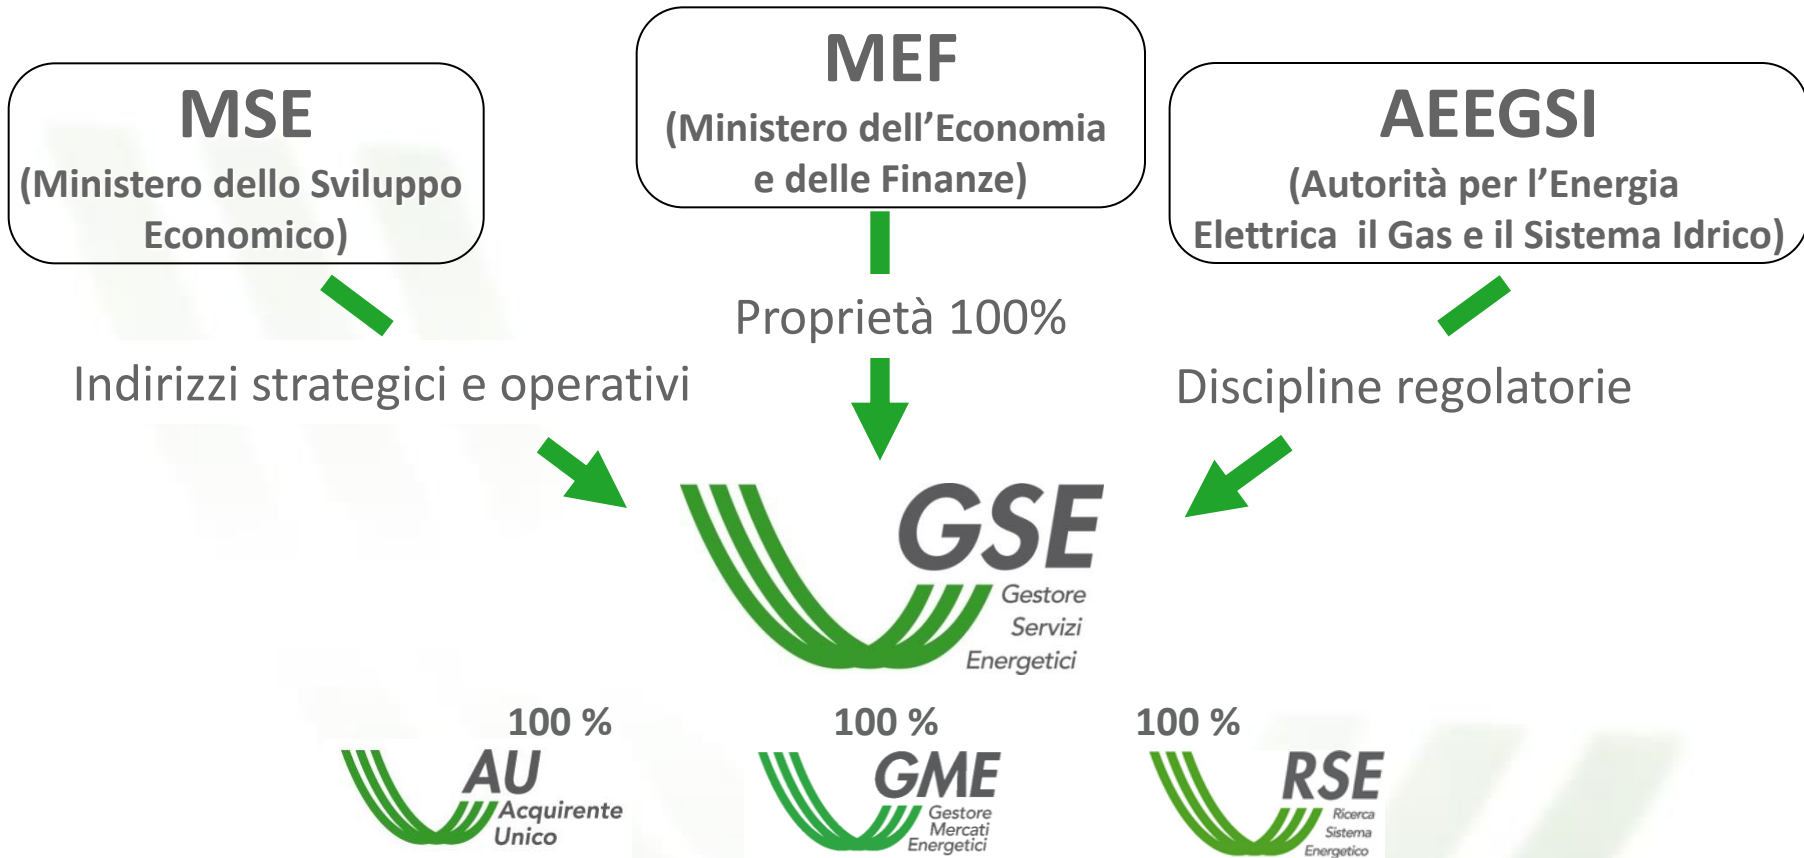 MSE
(Ministero dello Sviluppo
Economico)
MEF
(Ministero dell’Economia
e delle Finanze)
AEEGSI
(Autorità per l’Energia
Elettrica  il Gas e il Sistema Idrico)
Indirizzi strategici e operativi
Proprietà 100%
Discipline regolatorie
GSE
Gestore
Servizi
Energetici
100 %
AU
Acquirente
Unico
100 %
GME
Gestore
Mercati
Energetici
100 %
RSE
Ricerca
Sistema
Energetico